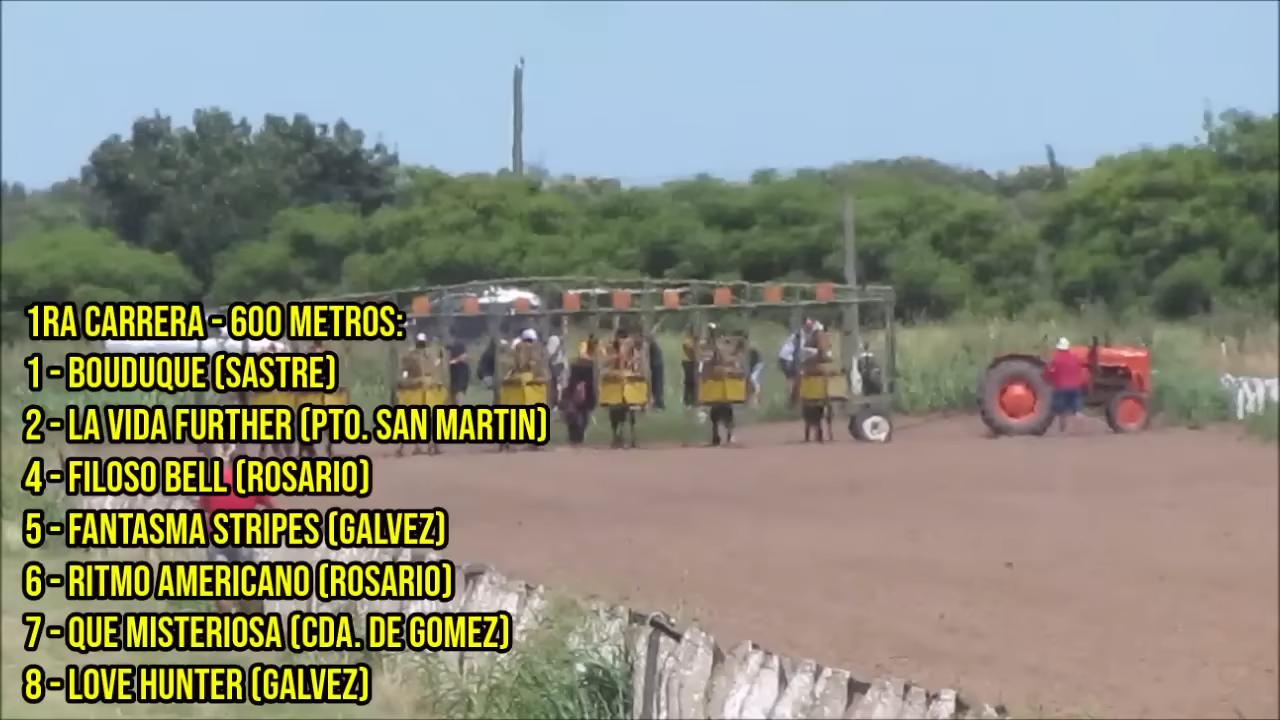 1RA CARRERA - 600 METROS:
1 - BOUDUQUE (SASTRE)
2 - LA VIDA FURTHER (PTO. SAN MARTIN)
4 - FILOSO BELL (ROSARIO)
5 - FANTASMA STRIPES (GALVEZ)
6 - RITMO AMERICANO (ROSARIO)
7 - QUE MISTERIOSA (CDA. DE GOMEZ)
8 - LOVE HUNTER (GALVEZ)